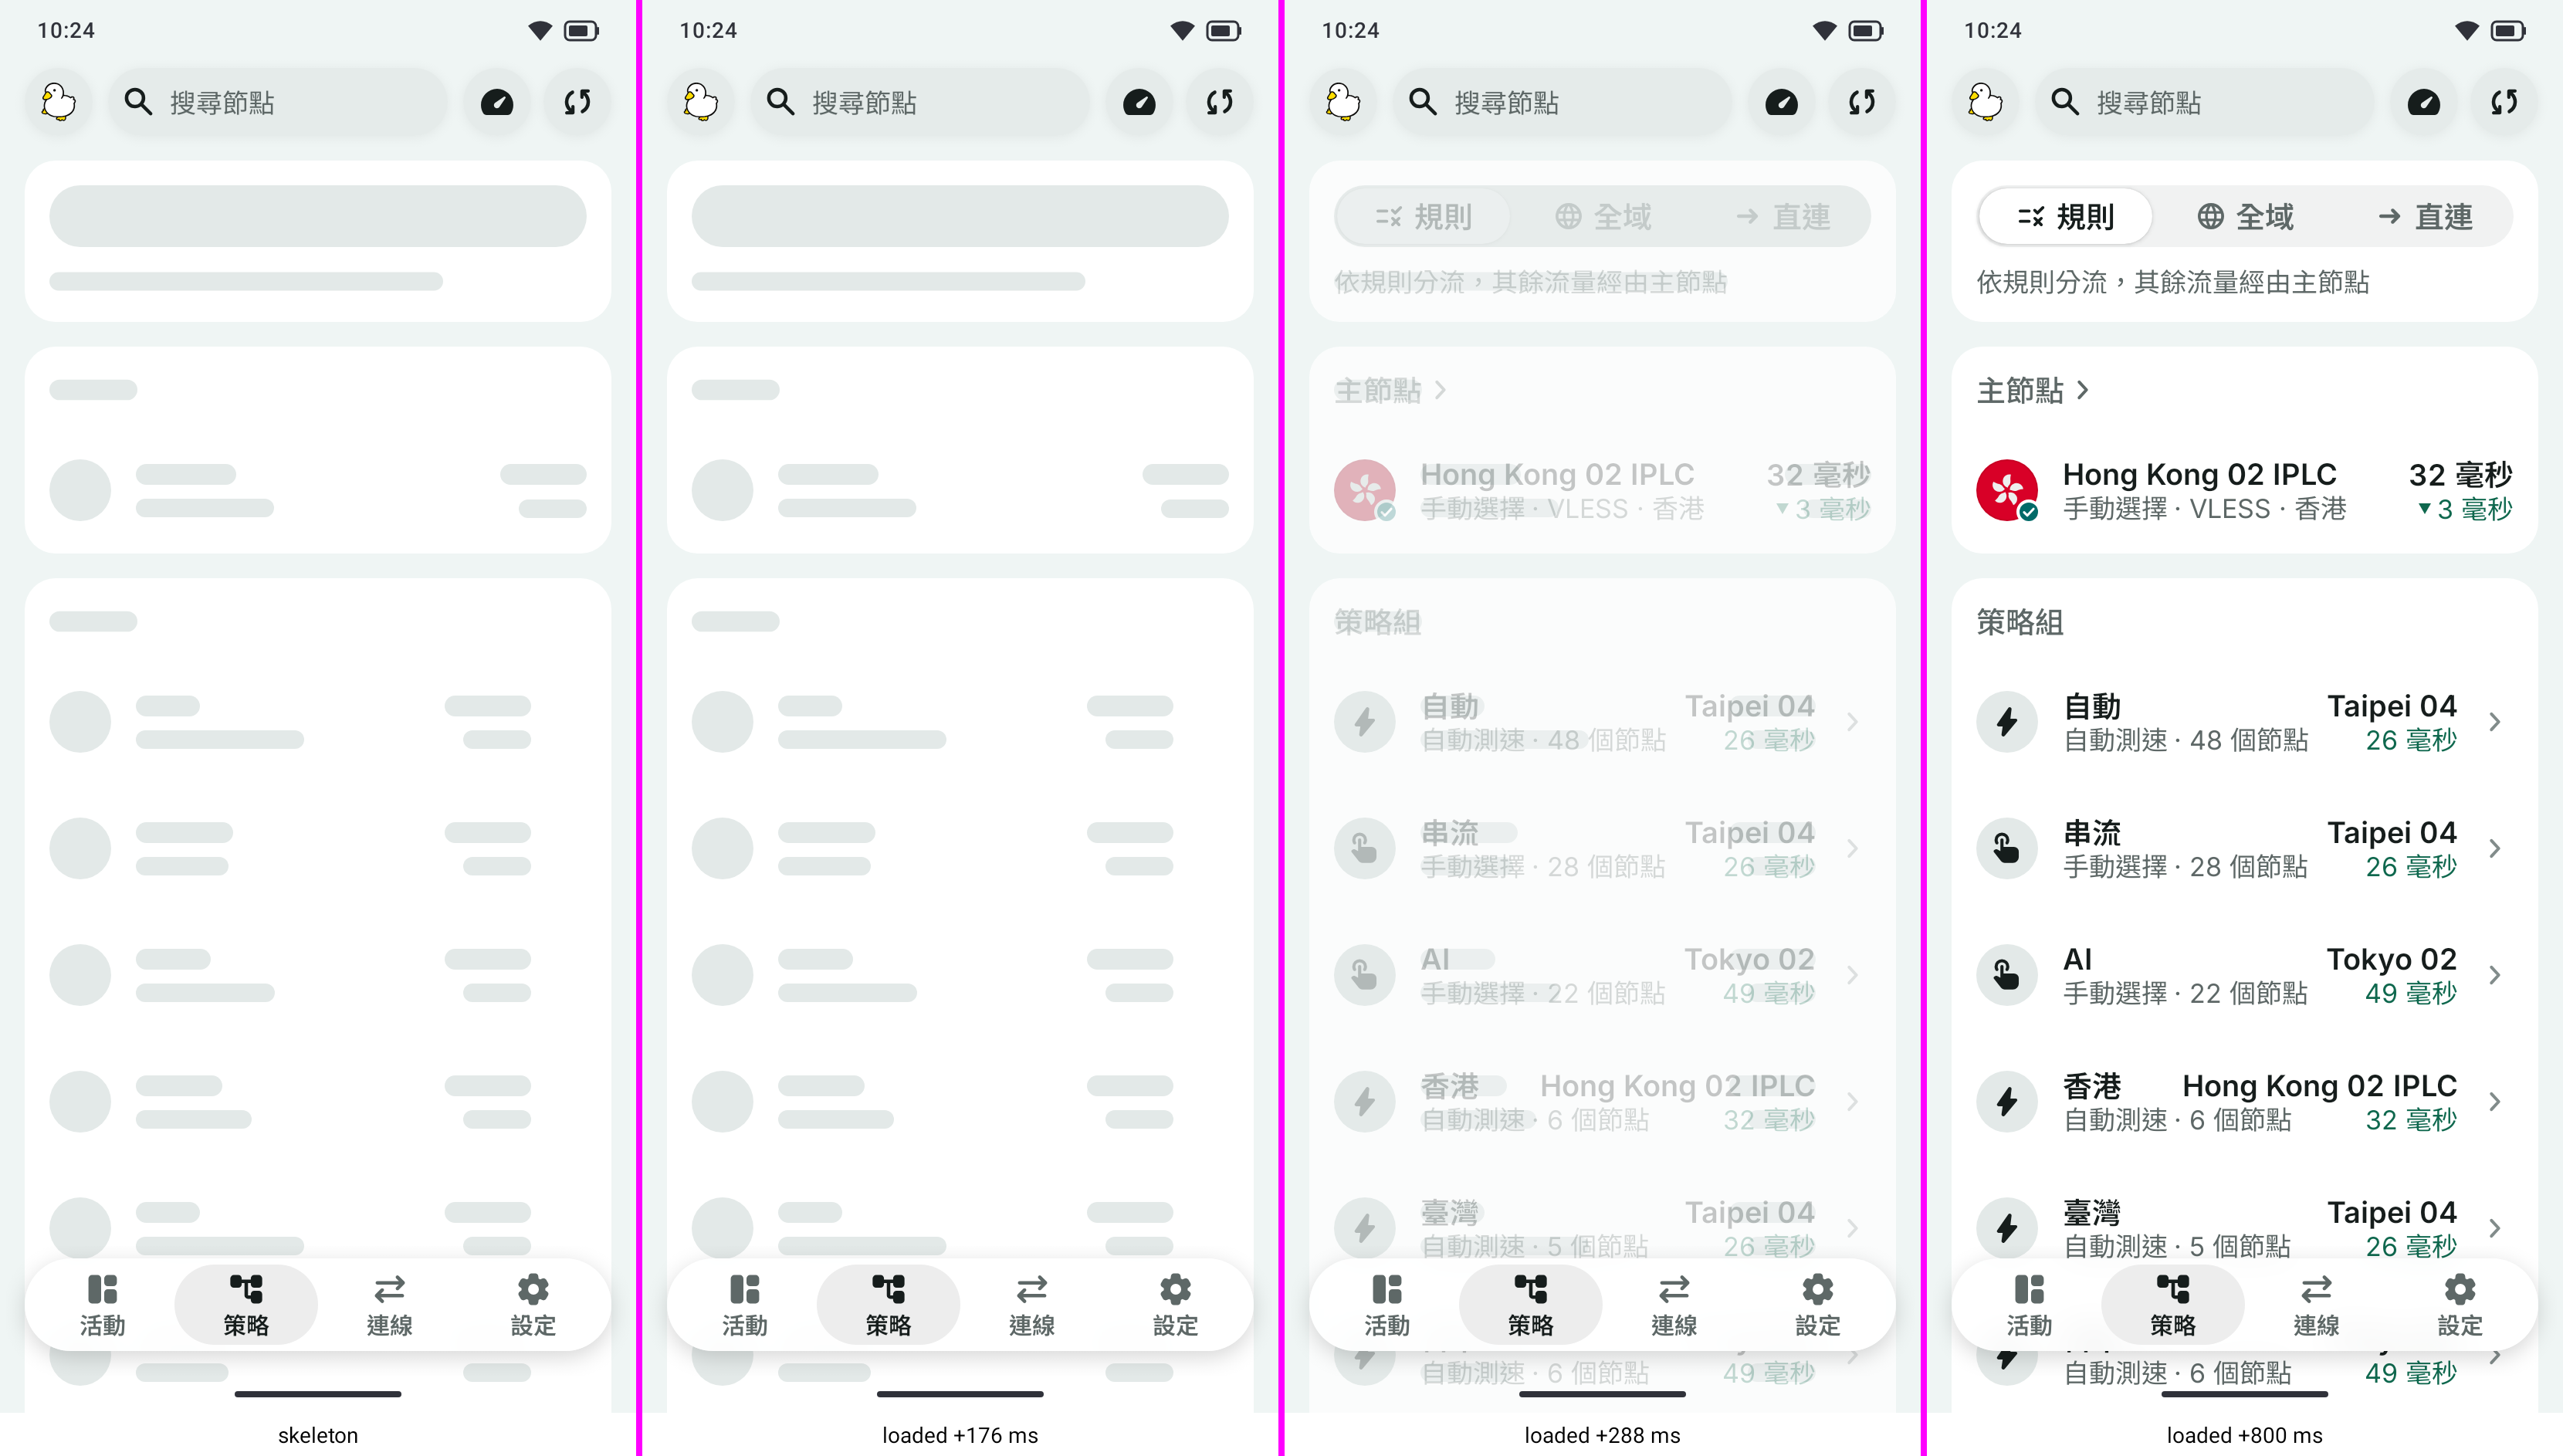 10:24
搜尋節點
活動
策略
連線
設定
skeleton
10:24
搜尋節點
活動
策略
連線
設定
loaded +176 ms
10:24
搜尋節點
規則
全域
直連
依規則分流，其餘流量經由主節點
主節點
Hong Kong 02 IPLC
32 毫秒
手動選擇 · VLESS · 香港
▼3 毫秒
策略組
自動
Taipei 04
自動測速 · 48 個節點
26 毫秒
串流
Taipei 04
手動選擇 · 28 個節點
26 毫秒
AI
Tokyo 02
手動選擇 · 22 個節點
49 毫秒
香港
Hong Kong 02 IPLC
自動測速 · 6 個節點
32 毫秒
臺灣
Taipei 04
自動測速 · 5 個節點
26 毫秒
活動
策略
連線
設定
自動測速 · 6 個節點
49 毫秒
loaded +288 ms
10:24
搜尋節點
規則
全域
直連
依規則分流，其餘流量經由主節點
主節點
Hong Kong 02 IPLC
32 毫秒
手動選擇 · VLESS · 香港
▼3 毫秒
策略組
自動
Taipei 04
自動測速 · 48 個節點
26 毫秒
串流
Taipei 04
手動選擇 · 28 個節點
26 毫秒
AI
Tokyo 02
手動選擇 · 22 個節點
49 毫秒
香港
Hong Kong 02 IPLC
自動測速 · 6 個節點
32 毫秒
臺灣
Taipei 04
自動測速 · 5 個節點
26 毫秒
活動
策略
連線
設定
自動測速 · 6 個節點
49 毫秒
loaded +800 ms